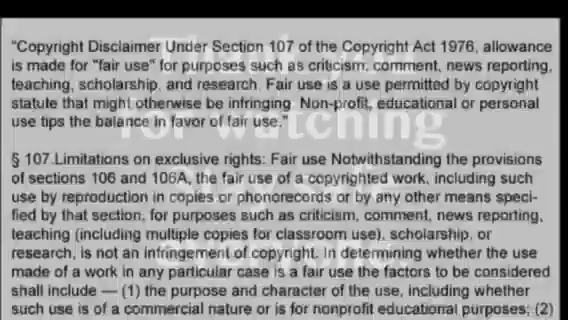 "Copyright Disclaimer Under Section 107 of the Copyright Act 1976, allowance
is made for "fair use" for purposes such as criticism, comment, news reporting,
teaching, scholarship, and research. Fair use is a use permitted by copyright
statute that might otherwise be infringing. Non-profit, educational or personal
use tips the balance in favor of fair use."
§ 107.Limitations on exclusive rights: Fair use Notwithstanding the provisions
of sections 106 and 106A, the fair use of a copyrighted work, including such
use by reproduction in copies or phonorecords or by any other means speci-
fied by that section, for purposes such as criticism, comment, news reporting,
teaching (including multiple copies for classroom use), scholarship, or
research, is not an infringement of copyright. In determining whether the use
made of a work in any particular case is a fair use the factors to be considered
shall include — (1) the purpose and character of the use, including whether
such use is of a commercial nature or is for nonprofit educational purposes; (2)
for watching